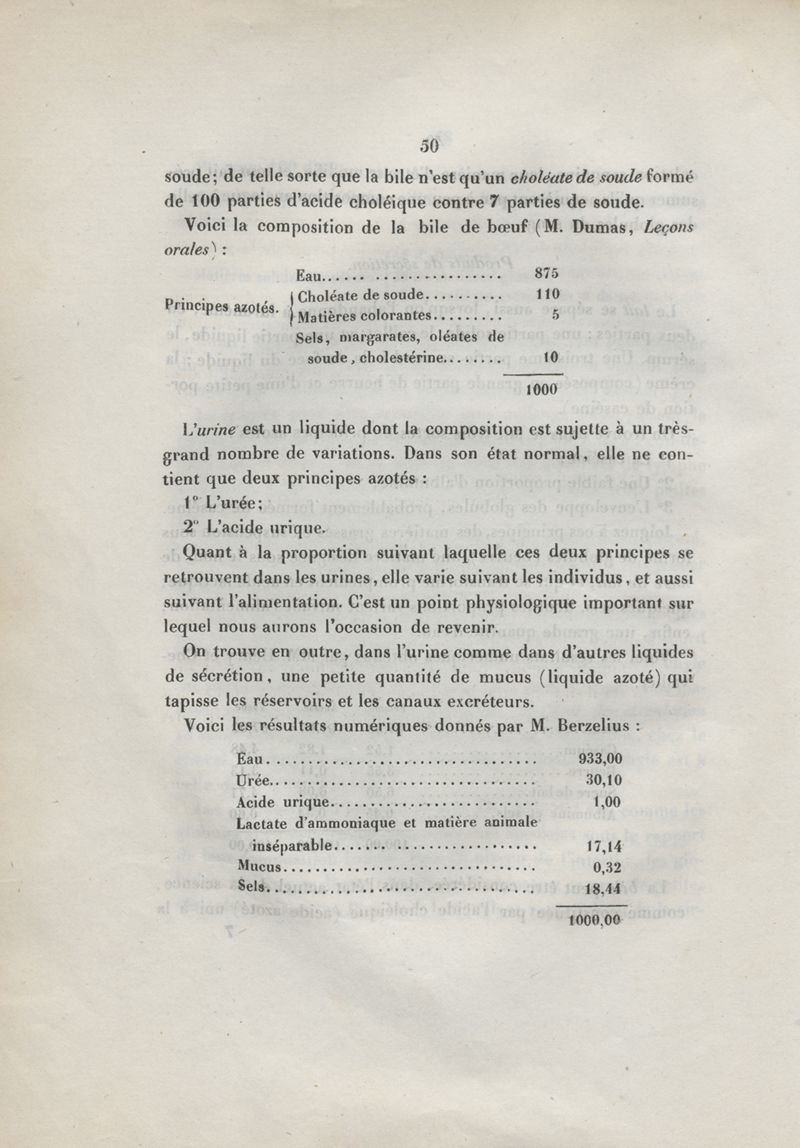 50
soude; de telle sorte que la bile n'est qu'un choléate de soude formé
de 100 parties d'acide choléique contre 7 parties de soude.
Voici la composition de la bile de bœuf (M. Dumas, Leçons
orales) :
Eau...... ................... 875
Principes azotés. { Choléate de soude.......... 110
Matières colorantes......... 5
Sels, margarates, oléates de
soude, cholestérine........ 10
1000
L'urine est un liquide dont la composition est sujette à un très-
grand nombre de variations. Dans son état normal, elle ne con-
tient que deux principes azotés :
1° L'urée;
2° L'acide urique.
Quant à la proportion suivant laquelle ces deux principes se
retrouvent dans les urines, elle varie suivant les individus, et aussi
suivant l'alimentation. C'est un point physiologique important sur
lequel nous aurons l'occasion de revenir.
On trouve en outre, dans l'urine comme dans d'autres liquides
de sécrétion, une petite quantité de mucus (liquide azoté) qui
tapisse les réservoirs et les canaux excréteurs.
Voici les résultats numériques donnés par M. Berzelius :
Eau.................................. 933,00
Urée................................. 30,10
Acide urique.......................... 1,00
Lactate d'ammoniaque et matière animale
inséparable....... .................. 17,14
Mucus................................ 0,32
Sels.................................. 18,44
1000,00